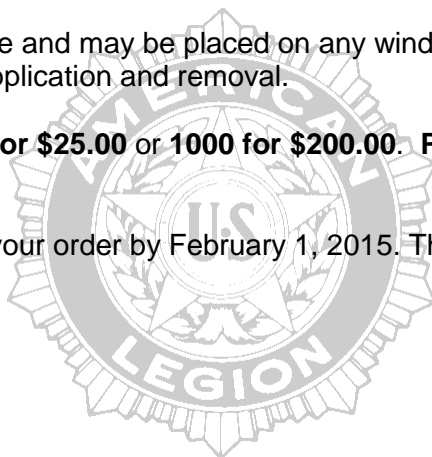 e and may be placed on any wind
pplication and removal.
or $25.00 or 1000 for $200.00. F
your order by February 1, 2015. Th
AMERICAN
U·S
LEGION